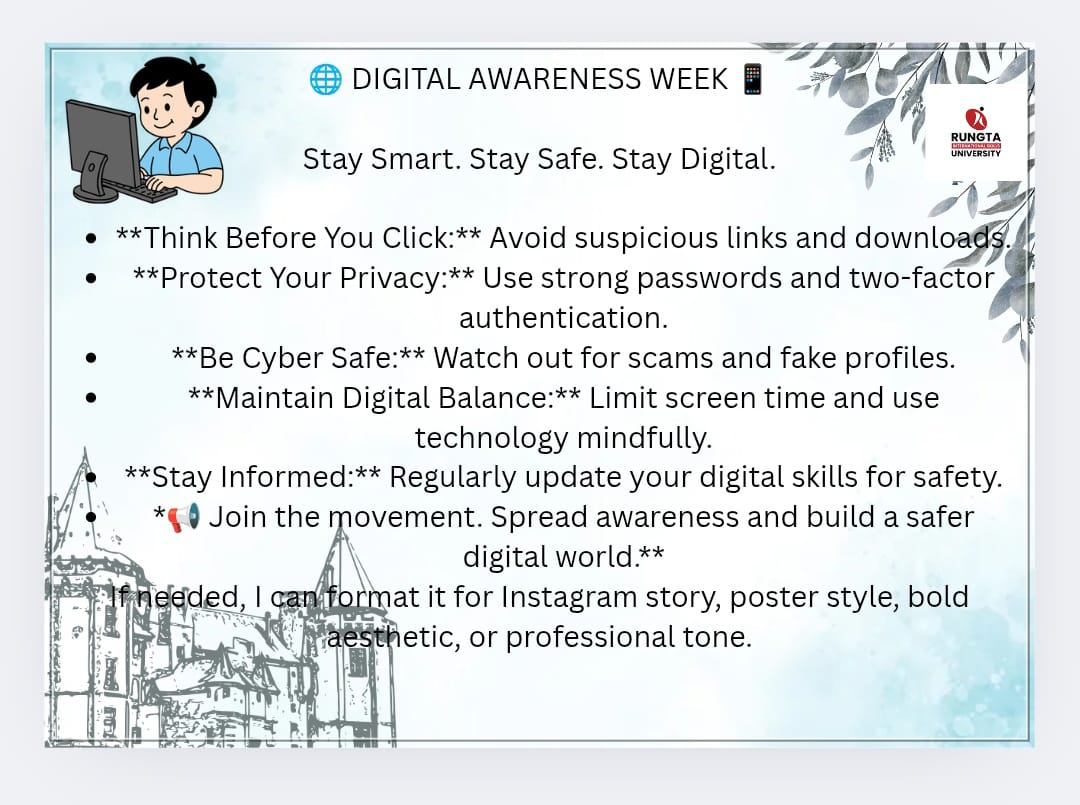 🌐 DIGITAL AWARENESS WEEK 📱
RUNGTA
INTERNATIONAL SKILLS
UNIVERSITY
Stay Smart. Stay Safe. Stay Digital.
• **Think Before You Click:** Avoid suspicious links and downloads.
• **Protect Your Privacy:** Use strong passwords and two-factor
authentication.
• **Be Cyber Safe:** Watch out for scams and fake profiles.
• **Maintain Digital Balance:** Limit screen time and use
technology mindfully.
• **Stay Informed:** Regularly update your digital skills for safety.
• *📢 Join the movement. Spread awareness and build a safer
digital world.**
If needed, I can format it for Instagram story, poster style, bold
aesthetic, or professional tone.